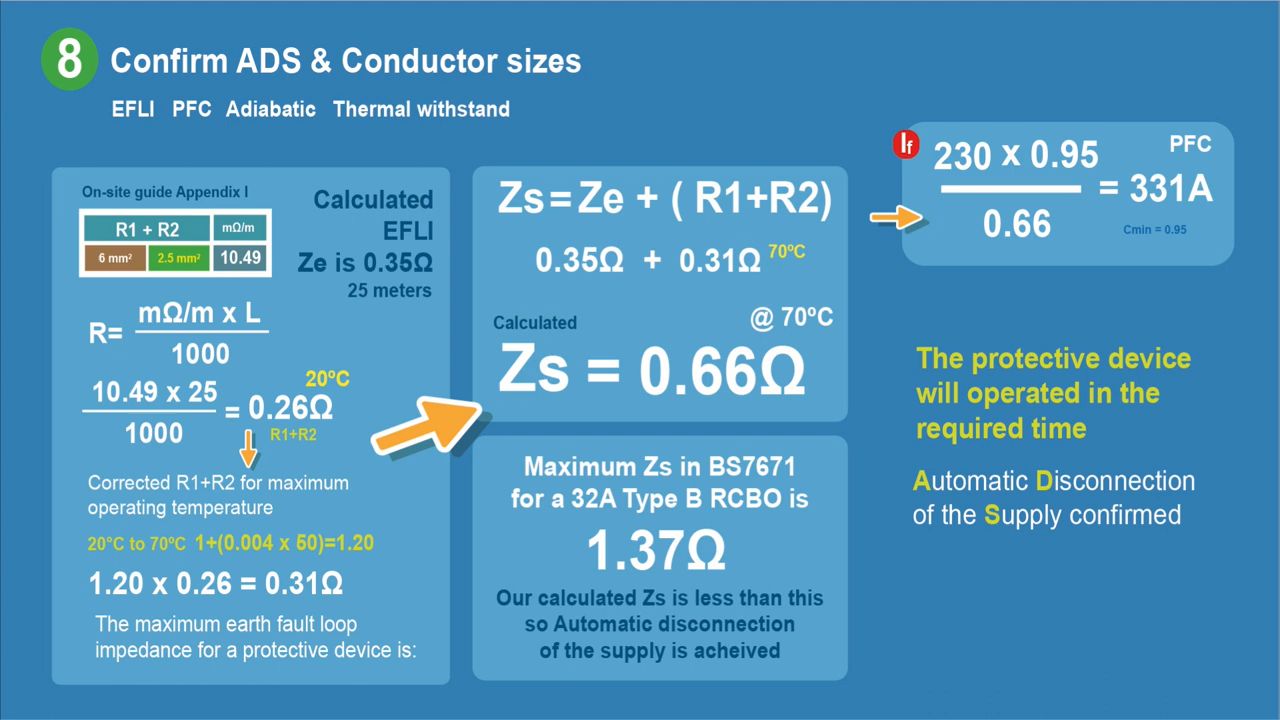 8 Confirm ADS & Conductor sizes
EFLI PFC Adiabatic Thermal withstand
On-site guide Appendix I
R1 + R2 mΩ/m
6 mm² 2.5 mm² 10.49
Calculated
EFLI
Ze is 0.35Ω
25 meters
R= mΩ/m x L
1000
10.49 x 25
1000
= 0.26Ω
20ºC
R1+R2
Corrected R1+R2 for maximum
operating temperature
20°C to 70ºC 1+(0.004 x 50)=1.20
1.20 x 0.26 = 0.31Ω
The maximum earth fault loop
impedance for a protective device is:
Zs = Ze + ( R1+R2)
0.35Ω + 0.31Ω 70ºC
Calculated
@ 70ºC
Zs = 0.66Ω
Maximum Zs in BS7671
for a 32A Type B RCBO is
1.37Ω
Our calculated Zs is less than this
so Automatic disconnection
of the supply is acheived
If
230 x 0.95
0.66
= 331A
PFC
Cmin = 0.95
The protective device
will operated in the
required time
Automatic Disconnection
of the Supply confirmed